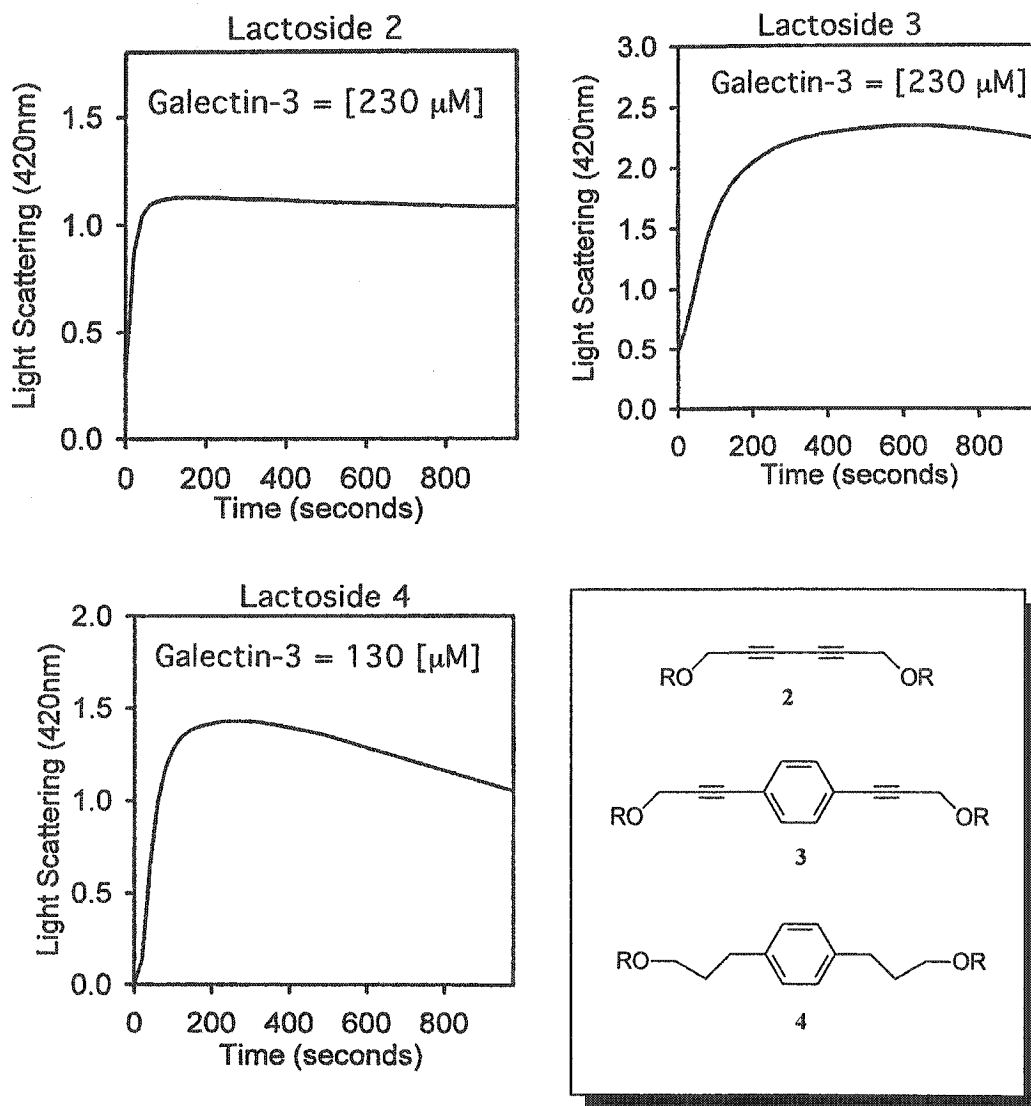 Lactoside 2
Light Scattering (420nm)
Galectin-3 = [230 µM]
1.5
1.0
0.5
0.0
0 200 400 600 800
Time (seconds)
Lactoside 3
Light Scattering (420nm)
Galectin-3 = [230 µM]
3.0
2.5
2.0
1.5
1.0
0.5
0.0
0 200 400 600 800
Time (seconds)
Lactoside 4
Light Scattering (420nm)
Galectin-3 = 130 [µM]
2.0
1.5
1.0
0.5
0.0
0 200 400 600 800
Time (seconds)
RO OR
2
RO OR
3
RO OR
4